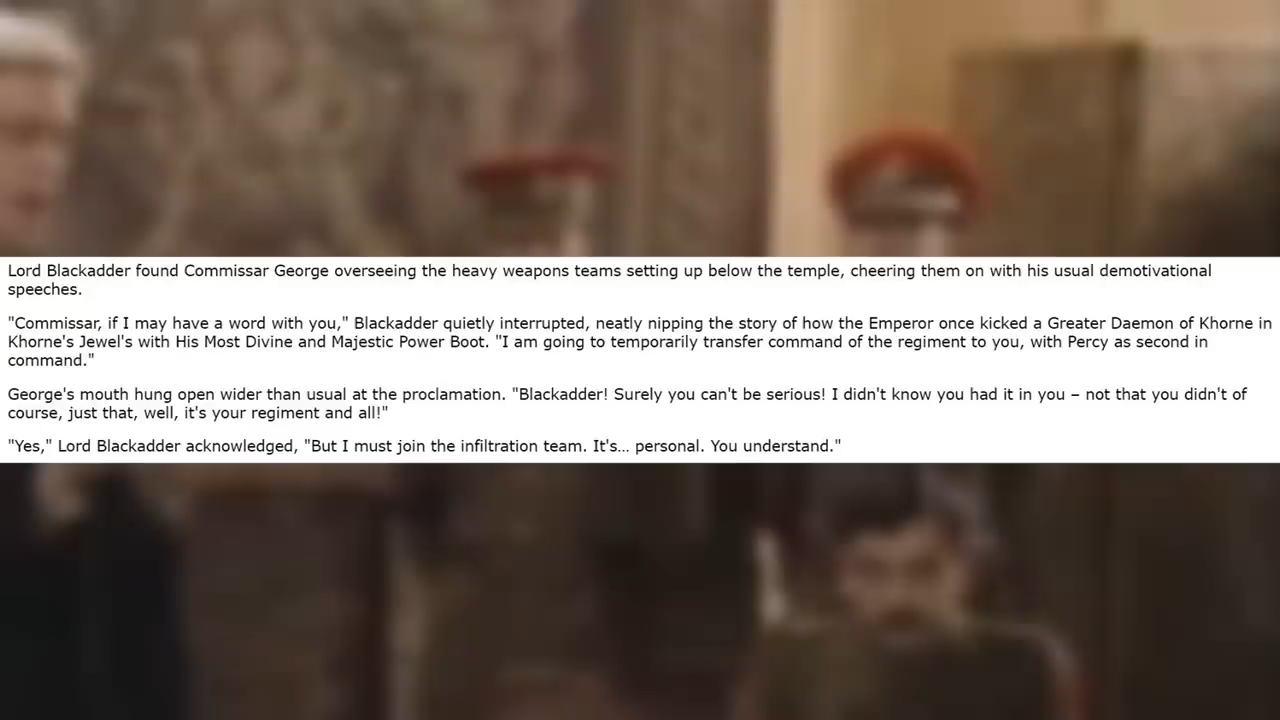 Lord Blackadder found Commissar George overseeing the heavy weapons teams setting up below the temple, cheering them on with his usual demotivational
speeches.
"Commissar, if I may have a word with you," Blackadder quietly interrupted, neatly nipping the story of how the Emperor once kicked a Greater Daemon of Khorne in
Khorne's Jewel's with His Most Divine and Majestic Power Boot. "I am going to temporarily transfer command of the regiment to you, with Percy as second in
command."
George's mouth hung open wider than usual at the proclamation. "Blackadder! Surely you can't be serious! I didn't know you had it in you – not that you didn't of
course, just that, well, it's your regiment and all!"
"Yes," Lord Blackadder acknowledged, "But I must join the infiltration team. It's… personal. You understand."